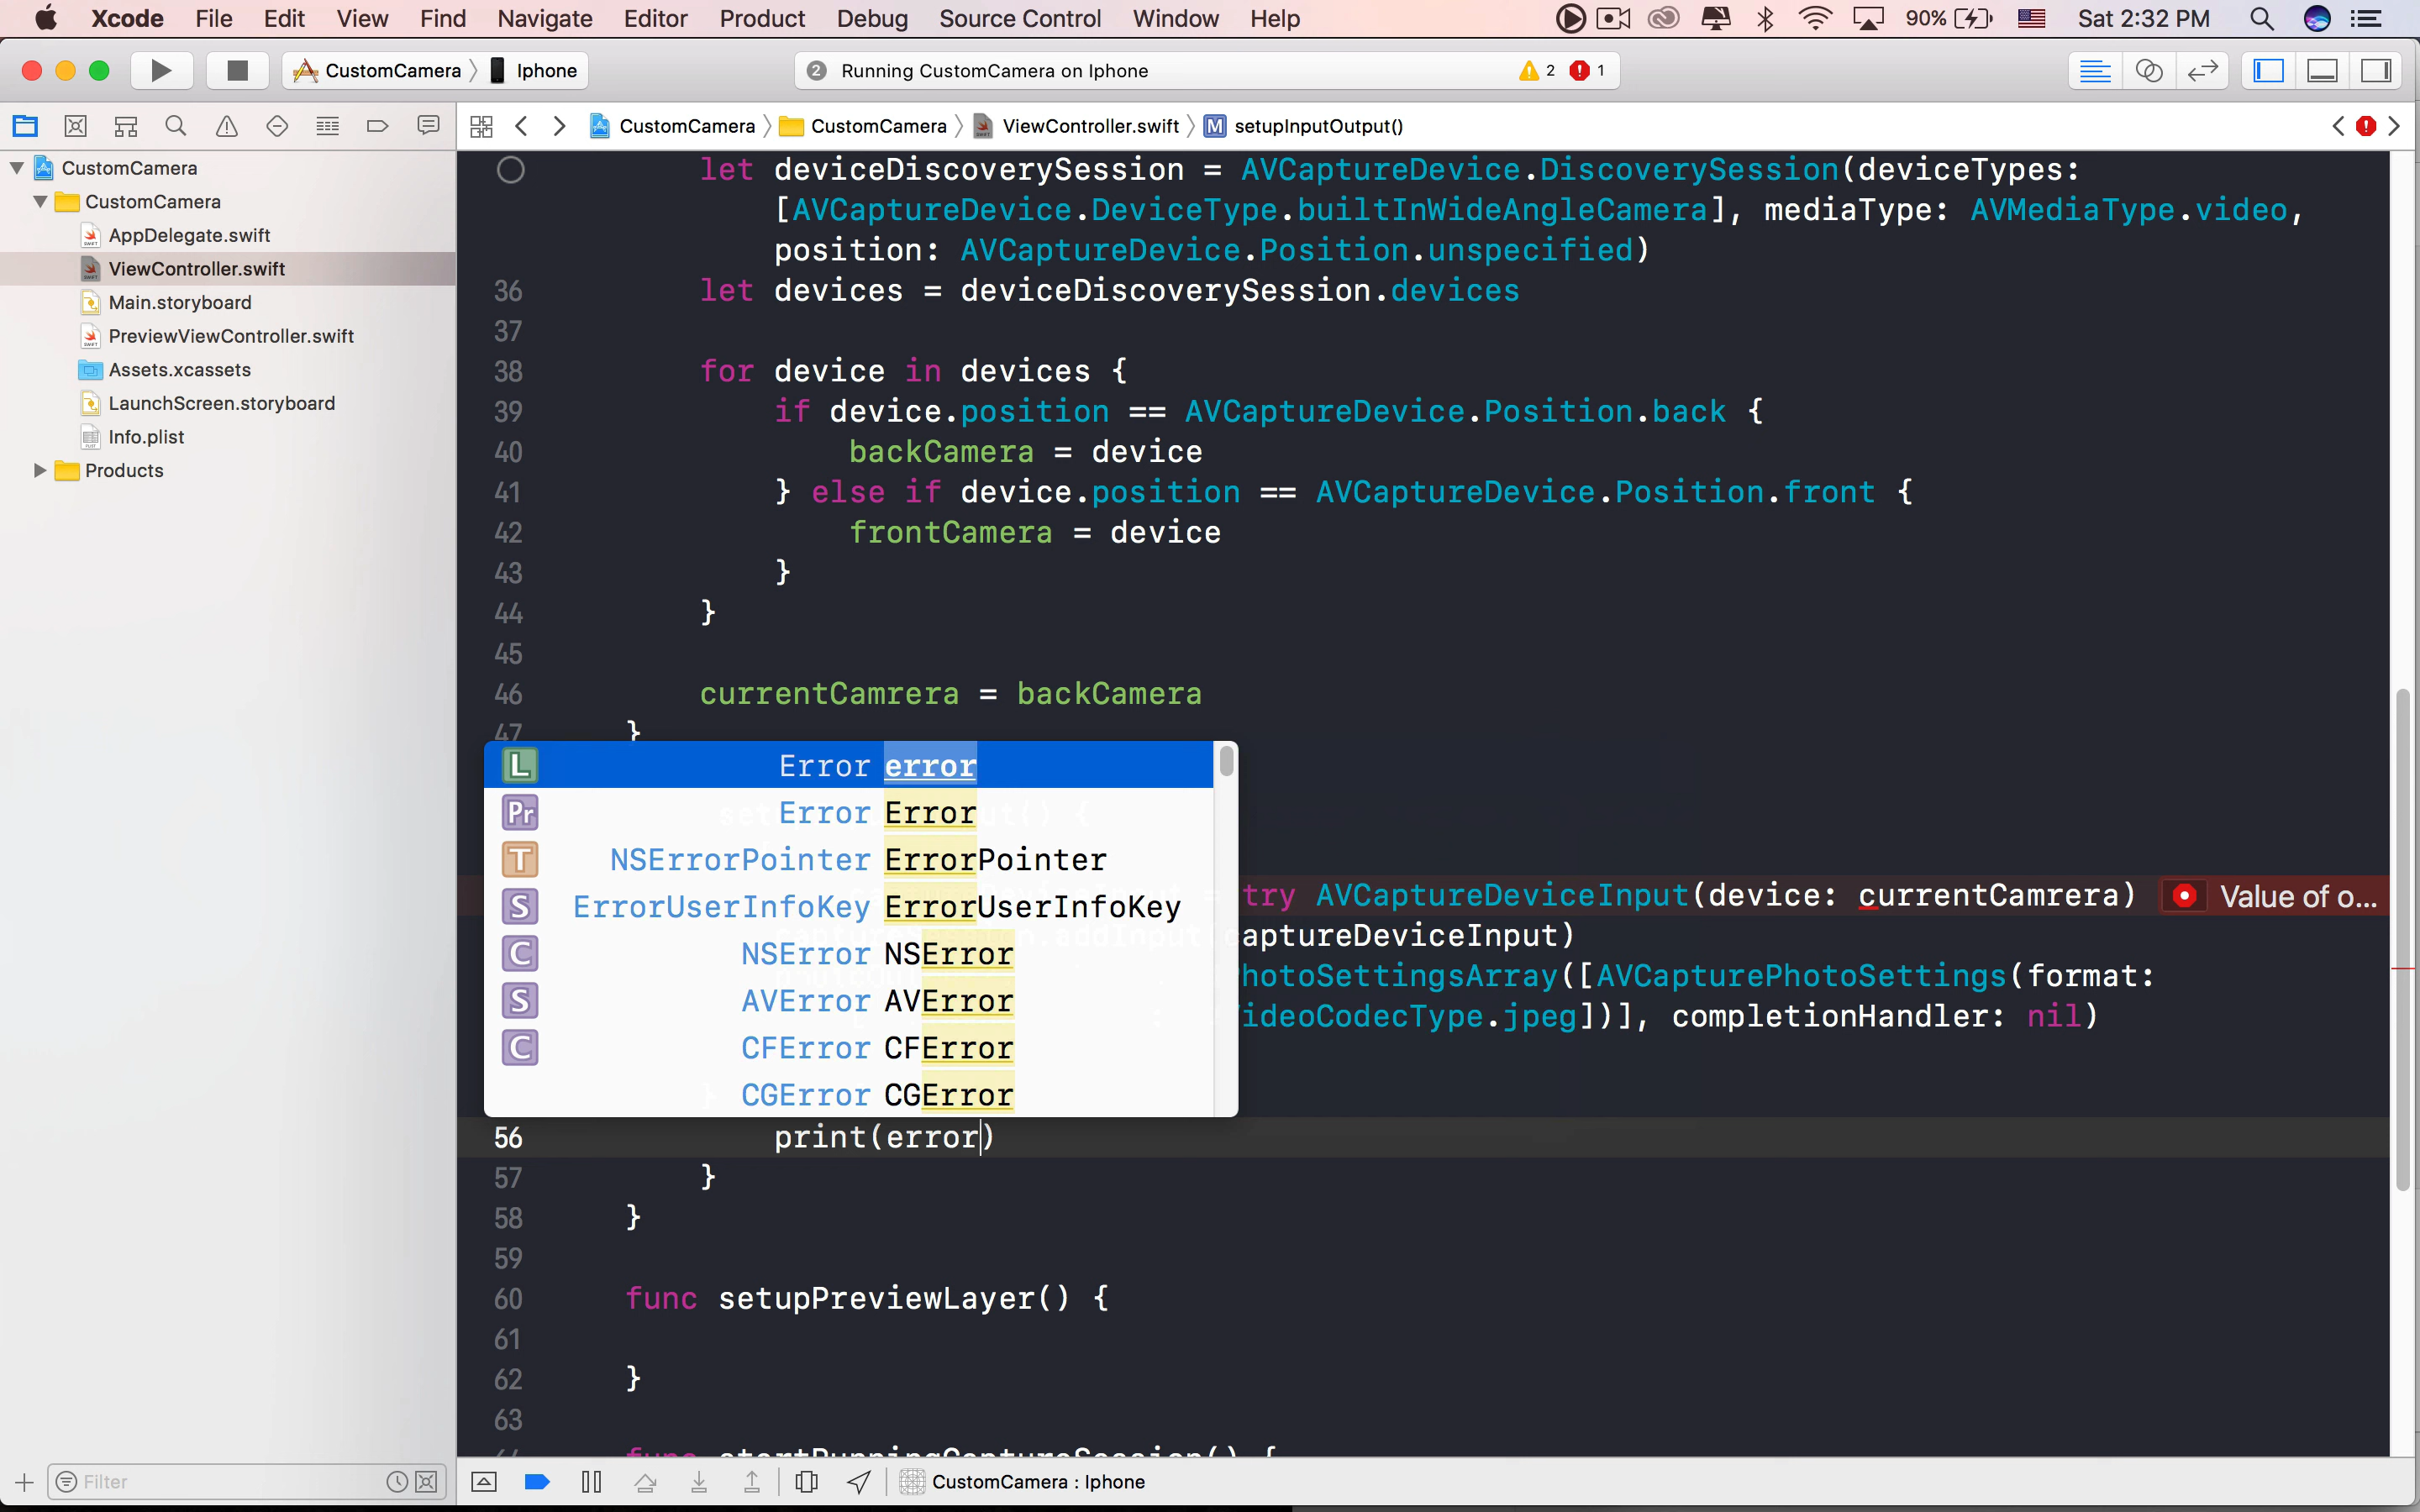 Xcode File Edit View Find Navigate Editor Product Debug Source Control Window Help 90% Sat 2:32 PM
CustomCamera Iphone 2 Running CustomCamera on Iphone 2 1
CustomCamera CustomCamera ViewController.swift M setupInputOutput()
CustomCamera
CustomCamera
AppDelegate.swift
ViewController.swift
Main.storyboard
PreviewViewController.swift
Assets.xcassets
LaunchScreen.storyboard
Info.plist
Products
Filter
let deviceDiscoverySession = AVCaptureDevice.DiscoverySession(deviceTypes:
[AVCaptureDevice.DeviceType.builtInWideAngleCamera], mediaType: AVMediaType.video,
position: AVCaptureDevice.Position.unspecified)
36 let devices = deviceDiscoverySession.devices
37
38 for device in devices {
39 if device.position == AVCaptureDevice.Position.back {
40 backCamera = device
41 } else if device.position == AVCaptureDevice.Position.front {
42 frontCamera = device
43 }
44 }
45
46 currentCamrera = backCamera
47 }
L Error error
Pr Error Error
T NSErrorPointer ErrorPointer
S ErrorUserInfoKey ErrorUserInfoKey
C NSError NSError
S AVError AVError
C CFError CFError
CGError CGError
= try AVCaptureDeviceInput(device: currentCamrera) Value of o...
captureDeviceInput)
hotoSettingsArray([AVCapturePhotoSettings(format:
ideoCodecType.jpeg])], completionHandler: nil)
56 print(error)
57 }
58 }
59
60 func setupPreviewLayer() {
61
62 }
63
func startRunningCaptureSession() {
CustomCamera : Iphone